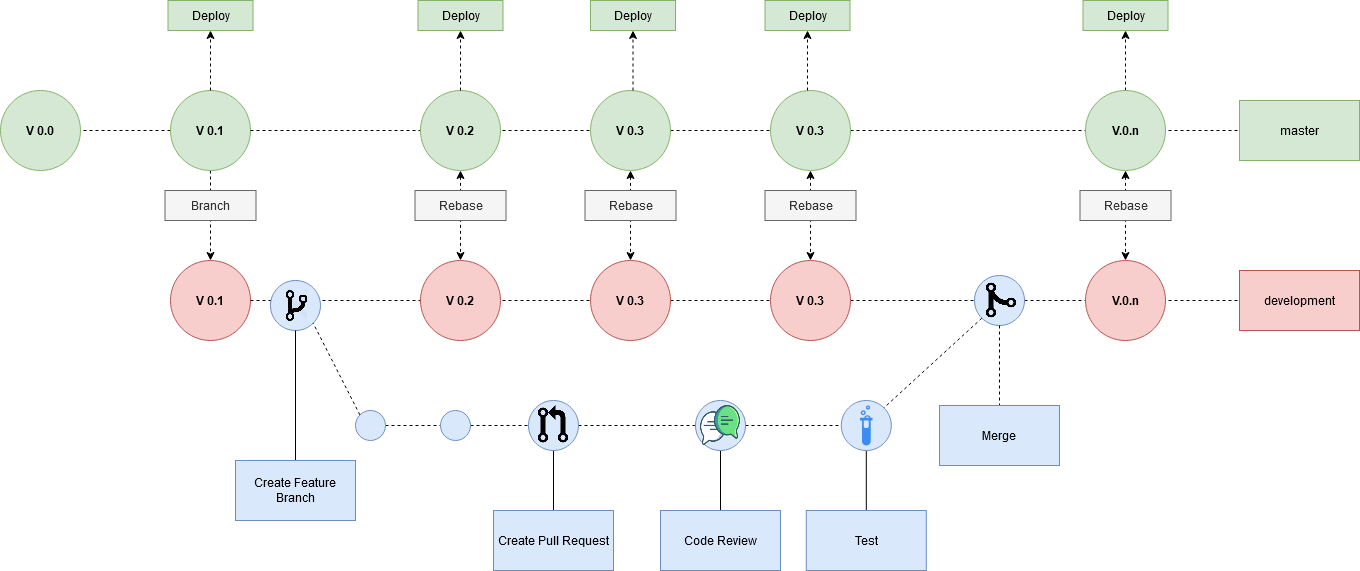 Deploy
Deploy
Deploy
Deploy
Deploy
V 0.0
V 0.1
V 0.2
V 0.3
V 0.3
V.0.n
master
Branch
Rebase
Rebase
Rebase
Rebase
V 0.1
V 0.2
V 0.3
V 0.3
V.0.n
development
Merge
Create Feature
Branch
Create Pull Request
Code Review
Test